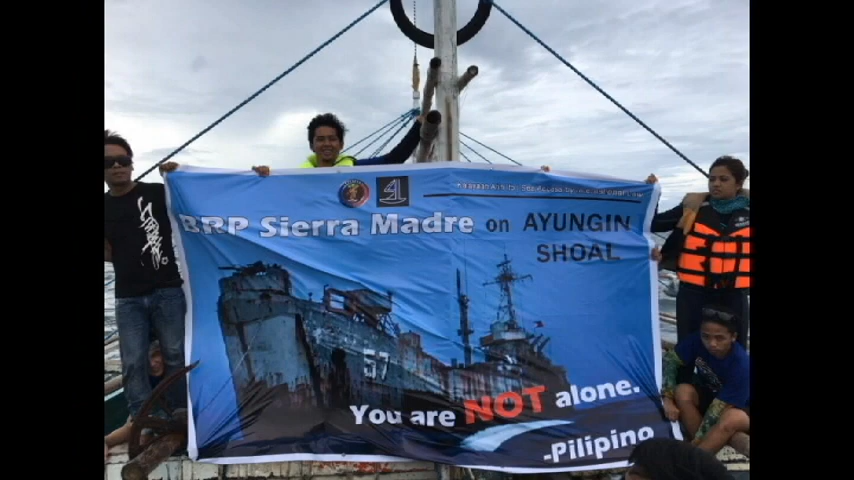 BRP Sierra Madre on AYUNGIN
SHOAL
57
You are NOT alone.
-Pilipino